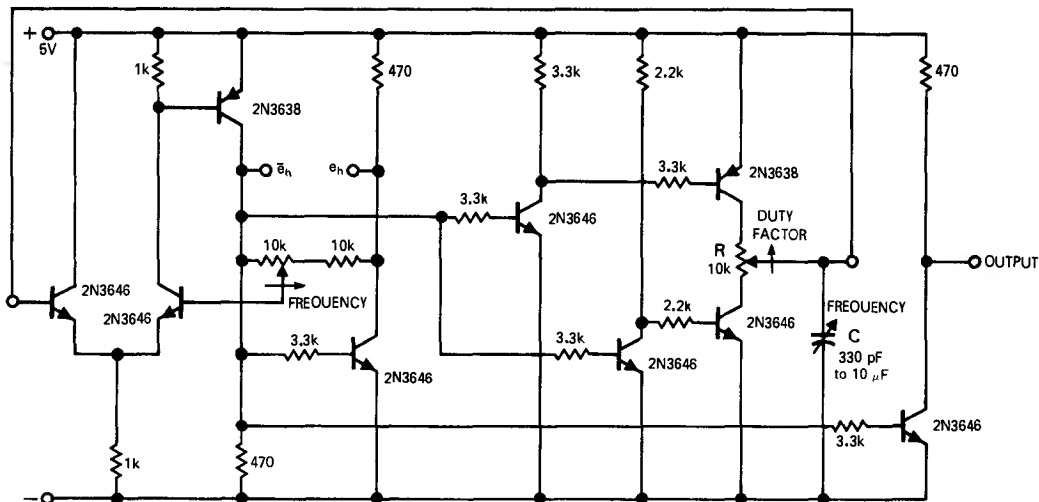 +
5V
1k
470
3.3k
2.2k
470
2N3638
ēh
eh
3.3k
2N3638
3.3k
2N3646
DUTY
FACTOR
R
10k
10k
10k
OUTPUT
2N3646
2N3646
FREQUENCY
2.2k
2N3646
FREQUENCY
C
330 pF
to 10 μF
3.3k
2N3646
3.3k
2N3646
2N3646
3.3k
1k
470
−